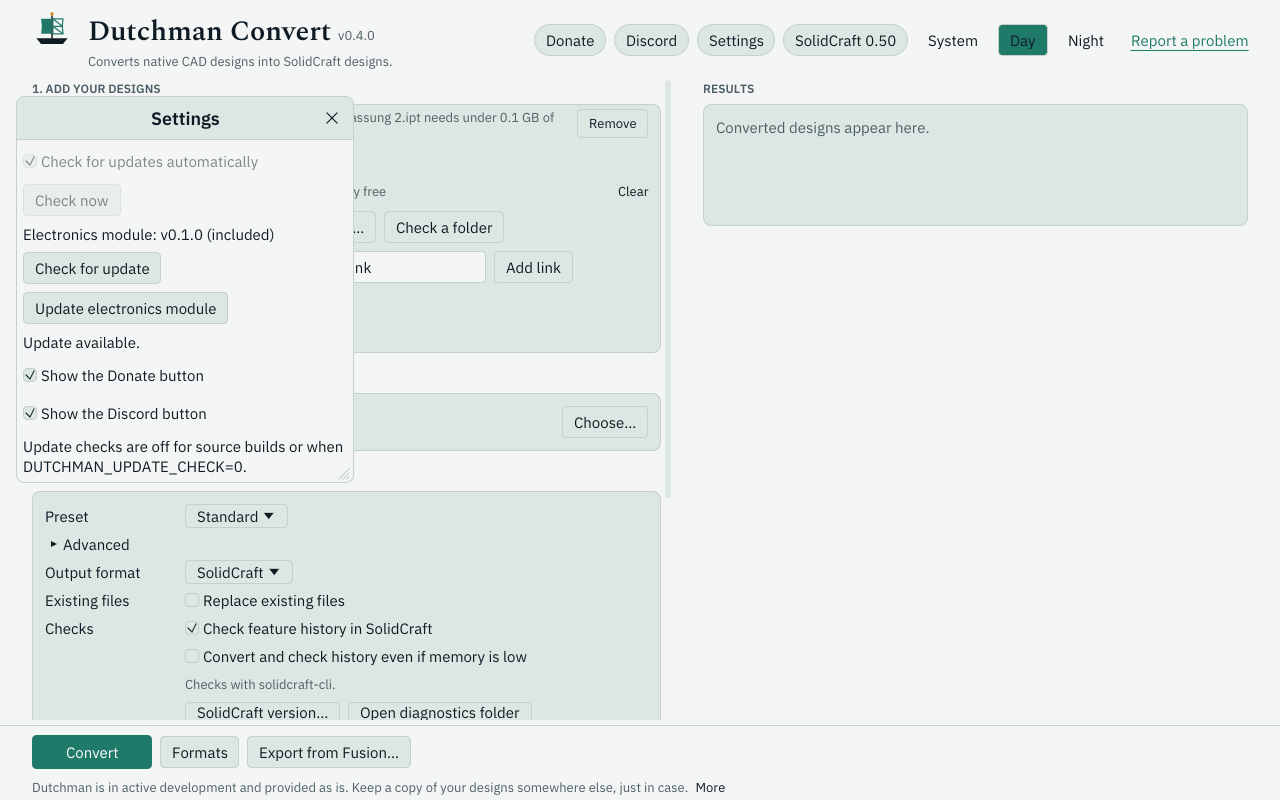 Dutchman Convert v0.4.0
Converts native CAD designs into SolidCraft designs.
Donate
Discord
Settings
SolidCraft 0.50
System
Day
Night
Report a problem
1. ADD YOUR DESIGNS
assung 2.ipt needs under 0.1 GB of
Remove
y free
Clear
...
Check a folder
nk
Add link
Settings
Check for updates automatically
Check now
Electronics module: v0.1.0 (included)
Check for update
Update electronics module
Update available.
Show the Donate button
Show the Discord button
Update checks are off for source builds or when
DUTCHMAN_UPDATE_CHECK=0.
Choose...
Preset
Standard
Advanced
Output format
SolidCraft
Existing files
Replace existing files
Checks
Check feature history in SolidCraft
Convert and check history even if memory is low
Checks with solidcraft-cli.
SolidCraft version...
Open diagnostics folder
RESULTS
Converted designs appear here.
Convert
Formats
Export from Fusion...
Dutchman is in active development and provided as is. Keep a copy of your designs somewhere else, just in case. More